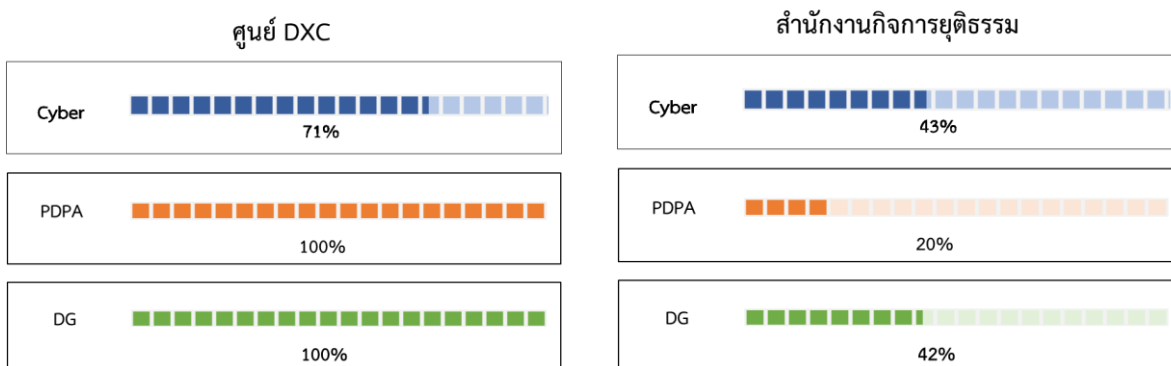 ศูนย์ DXC
Cyber
71%
PDPA
100%
DG
100%
สำนักงานกิจการยุติธรรม
Cyber
43%
PDPA
20%
DG
42%